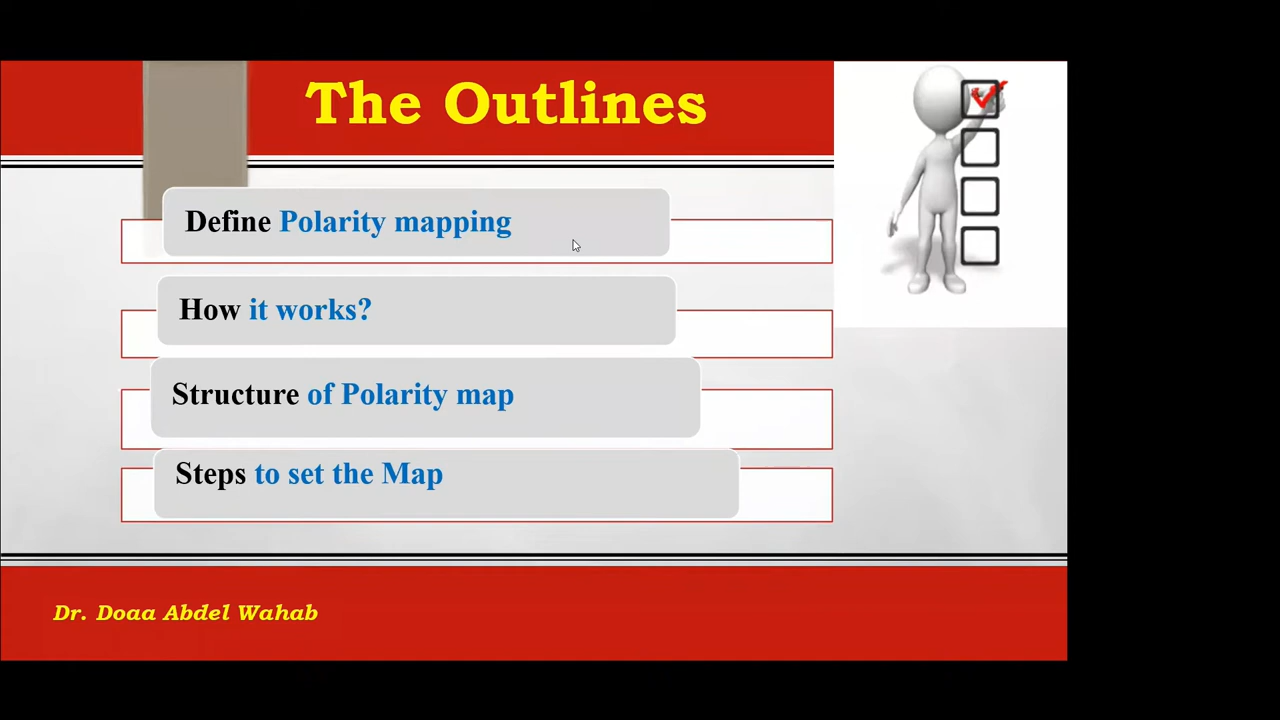 The Outlines
Define Polarity mapping
How it works?
Structure of Polarity map
Steps to set the Map
Dr. Doaa Abdel Wahab